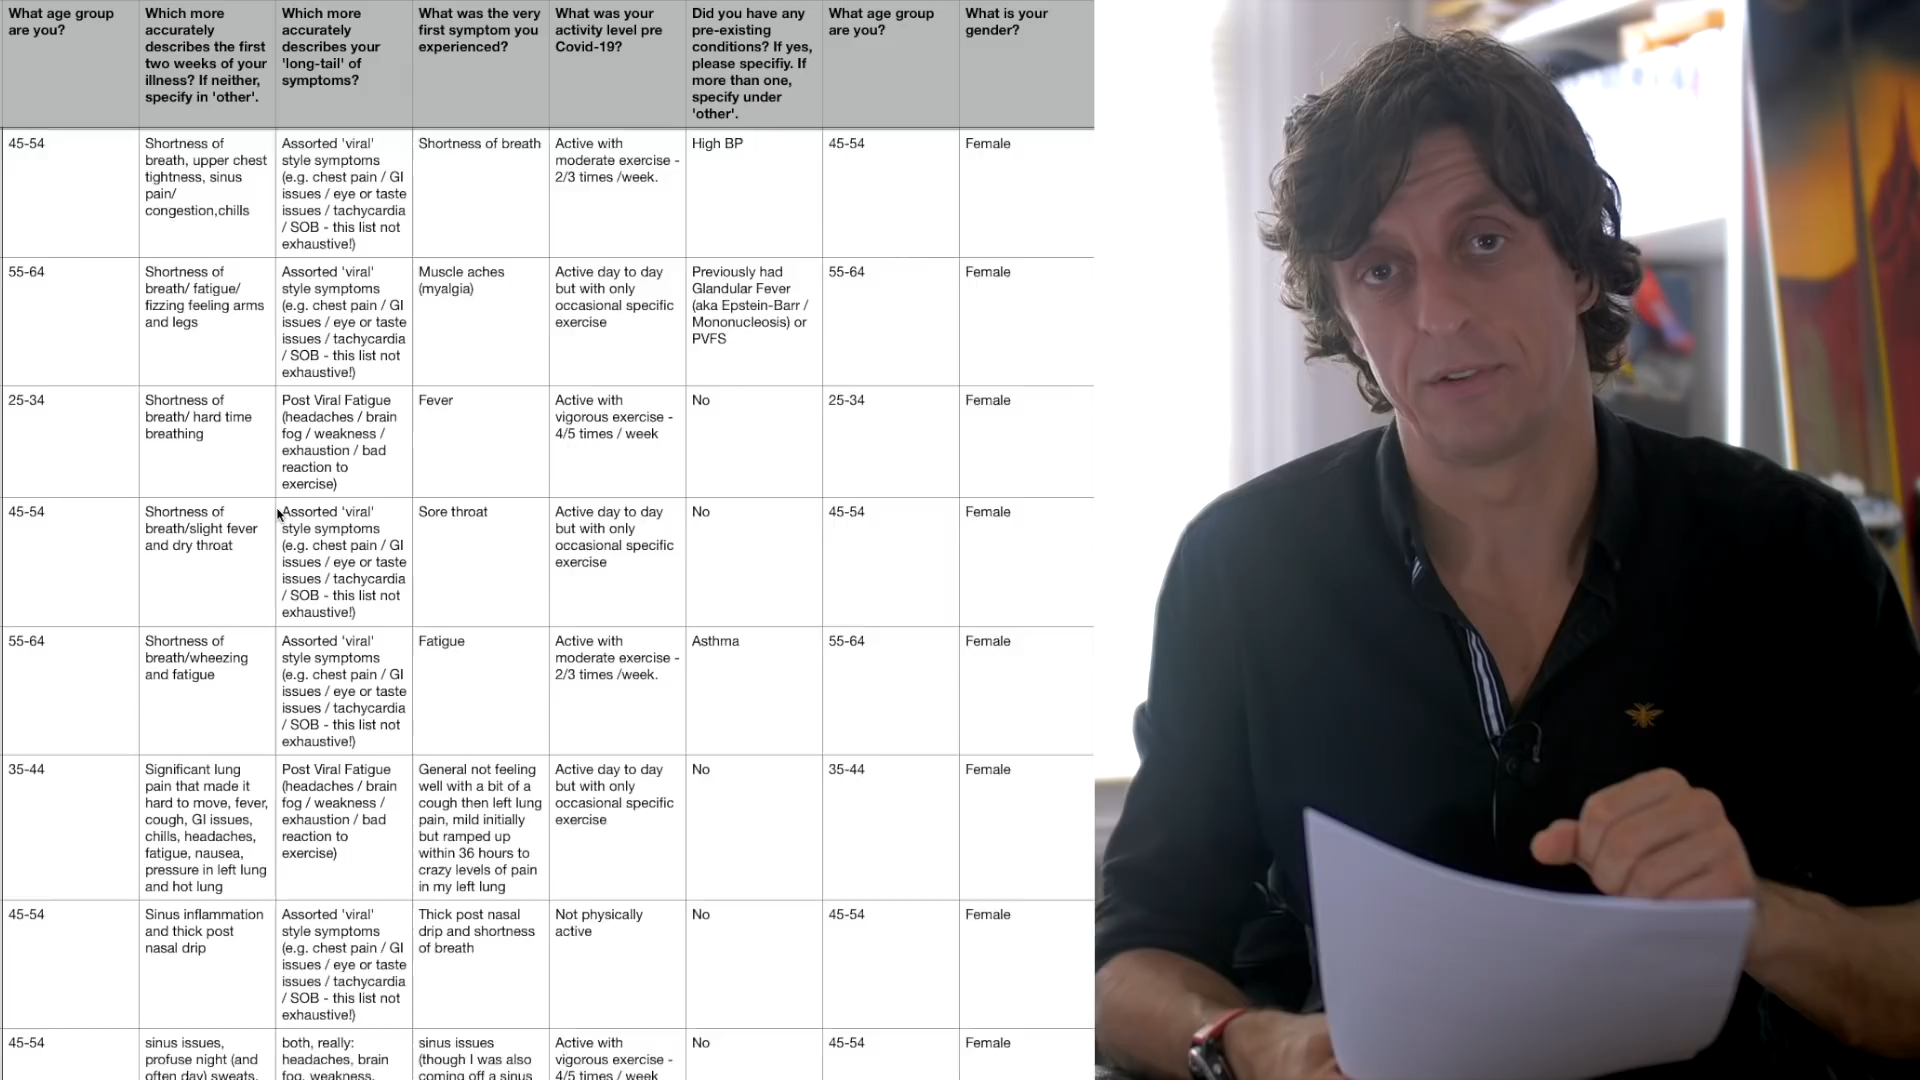 What age group
are you?
Which more
accurately
describes the first
two weeks of your
illness? If neither,
specify in 'other'.
Which more
accurately
describes your
'long-tail' of
symptoms?
What was the very
first symptom you
experienced?
What was your
activity level pre
Covid-19?
Did you have any
pre-existing
conditions? If yes,
please specifiy. If
more than one,
specify under
'other'.
What age group
are you?
What is your
gender?
45-54
Shortness of
breath, upper chest
tightness, sinus
pain/
congestion,chills
Assorted 'viral'
style symptoms
(e.g. chest pain / GI
issues / eye or taste
issues / tachycardia
/ SOB - this list not
exhaustive!)
Shortness of breath
Active with
moderate exercise -
2/3 times /week.
High BP
45-54
Female
55-64
Shortness of
breath/ fatigue/
fizzing feeling arms
and legs
Assorted 'viral'
style symptoms
(e.g. chest pain / GI
issues / eye or taste
issues / tachycardia
/ SOB - this list not
exhaustive!)
Muscle aches
(myalgia)
Active day to day
but with only
occasional specific
exercise
Previously had
Glandular Fever
(aka Epstein-Barr /
Mononucleosis) or
PVFS
55-64
Female
25-34
Shortness of
breath/ hard time
breathing
Post Viral Fatigue
(headaches / brain
fog / weakness /
exhaustion / bad
reaction to
exercise)
Fever
Active with
vigorous exercise -
4/5 times / week
No
25-34
Female
45-54
Shortness of
breath/slight fever
and dry throat
Assorted 'viral'
style symptoms
(e.g. chest pain / GI
issues / eye or taste
issues / tachycardia
/ SOB - this list not
exhaustive!)
Sore throat
Active day to day
but with only
occasional specific
exercise
No
45-54
Female
55-64
Shortness of
breath/wheezing
and fatigue
Assorted 'viral'
style symptoms
(e.g. chest pain / GI
issues / eye or taste
issues / tachycardia
/ SOB - this list not
exhaustive!)
Fatigue
Active with
moderate exercise -
2/3 times /week.
Asthma
55-64
Female
35-44
Significant lung
pain that made it
hard to move, fever,
cough, GI issues,
chills, headaches,
fatigue, nausea,
pressure in left lung
and hot lung
Post Viral Fatigue
(headaches / brain
fog / weakness /
exhaustion / bad
reaction to
exercise)
General not feeling
well with a bit of a
cough then left lung
pain, mild initially
but ramped up
within 36 hours to
crazy levels of pain
in my left lung
Active day to day
but with only
occasional specific
exercise
No
35-44
Female
45-54
Sinus inflammation
and thick post
nasal drip
Assorted 'viral'
style symptoms
(e.g. chest pain / GI
issues / eye or taste
issues / tachycardia
/ SOB - this list not
exhaustive!)
Thick post nasal
drip and shortness
of breath
Not physically
active
No
45-54
Female
45-54
sinus issues,
profuse night (and
often day) sweats,
both, really:
headaches, brain
fog, weakness,
sinus issues
(though I was also
coming off a sinus
Active with
vigorous exercise -
4/5 times / week
No
45-54
Female